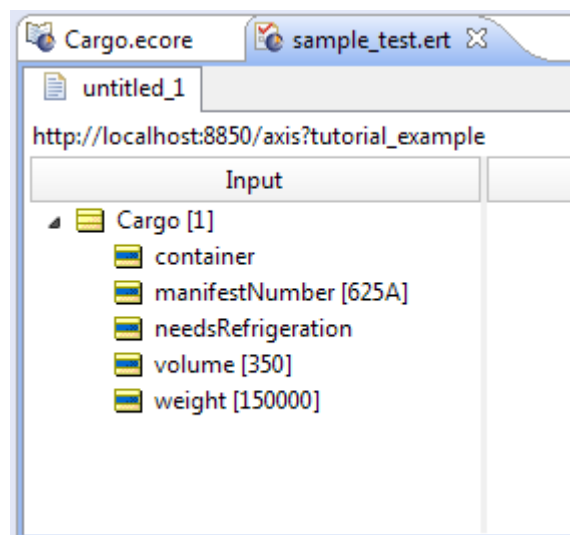 Cargo.ecore
sample_test.ert
untitled_1
http://localhost:8850/axis?tutorial_example
Input
Cargo [1]
container
manifestNumber [625A]
needsRefrigeration
volume [350]
weight [150000]